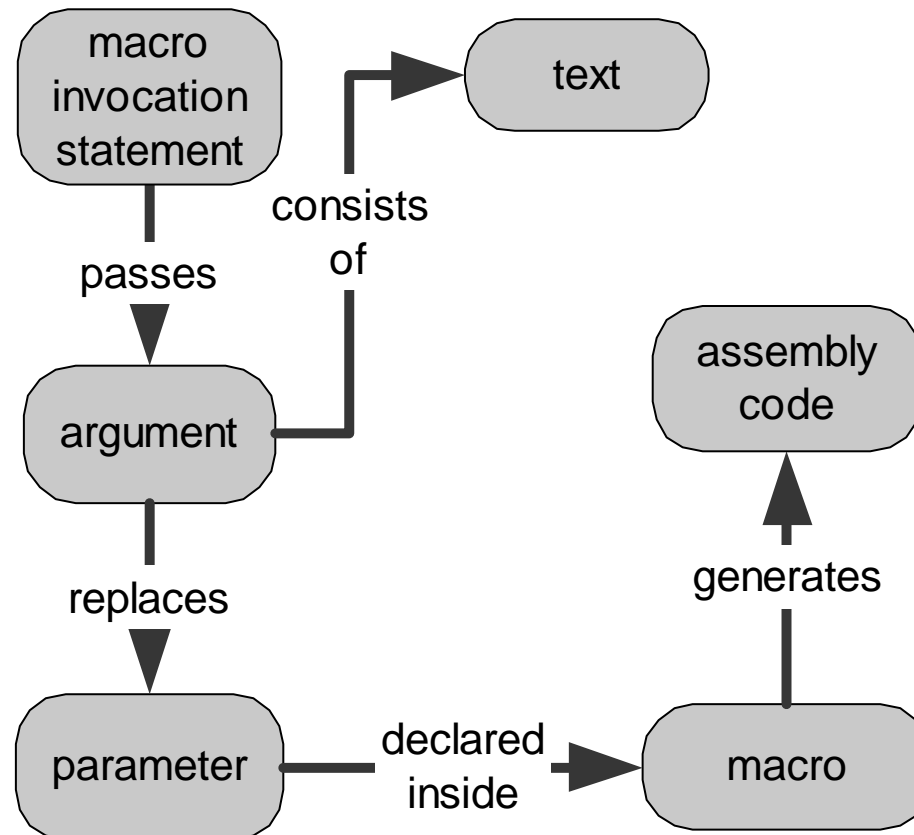 macro
invocation
statement
text
consists
of
passes
argument
assembly
code
replaces
generates
parameter
declared
inside
macro